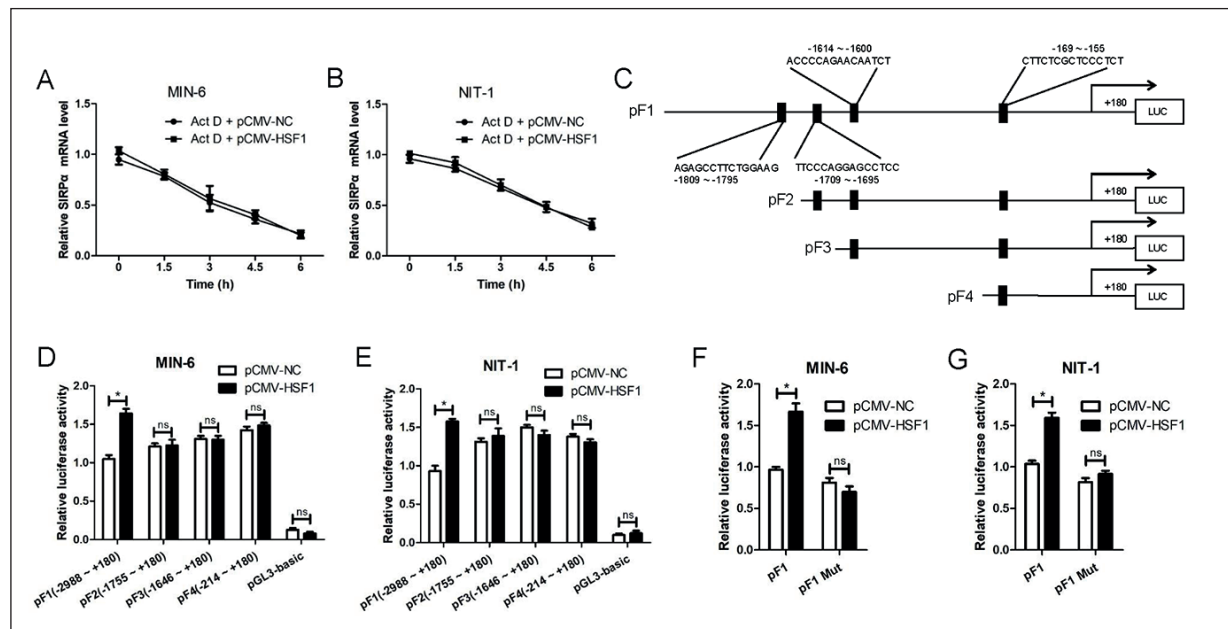 A
MIN-6
Act D + pCMV-NC
Act D + pCMV-HSF1
Relative SIRPα mRNA level
1.5
1.0
0.5
0.0
0
1.5
3
4.5
6
Time (h)
B
NIT-1
Act D + pCMV-NC
Act D + pCMV-HSF1
Relative SIRPα mRNA level
1.5
1.0
0.5
0.0
0
1.5
3
4.5
6
Time (h)
C
-1614 ~ -1600
ACCCCAGAACAATCT
-169 ~ -155
CTTCTCGCTCCCTCT
pF1
+180
LUC
AGAGCCTTCTGGAAG
-1809 ~ -1795
TTCCCAGGAGCCTCC
-1709 ~ -1695
pF2
+180
LUC
pF3
+180
LUC
pF4
+180
LUC
D
MIN-6
pCMV-NC
pCMV-HSF1
Relative luciferase activity
2.0
1.5
1.0
0.5
0.0
*
ns
ns
ns
ns
pF1(-2988 ~ +180)
pF2(-1755 ~ +180)
pF3(-1646 ~ +180)
pF4(-214 ~ +180)
pGL3-basic
E
NIT-1
pCMV-NC
pCMV-HSF1
Relative luciferase activity
2.0
1.5
1.0
0.5
0.0
*
ns
ns
ns
ns
pF1(-2988 ~ +180)
pF2(-1755 ~ +180)
pF3(-1646 ~ +180)
pF4(-214 ~ +180)
pGL3-basic
F
MIN-6
pCMV-NC
pCMV-HSF1
Relative luciferase activity
2.0
1.5
1.0
0.5
0.0
*
ns
pF1
pF1 Mut
G
NIT-1
pCMV-NC
pCMV-HSF1
Relative luciferase activity
2.0
1.5
1.0
0.5
0.0
*
ns
pF1
pF1 Mut